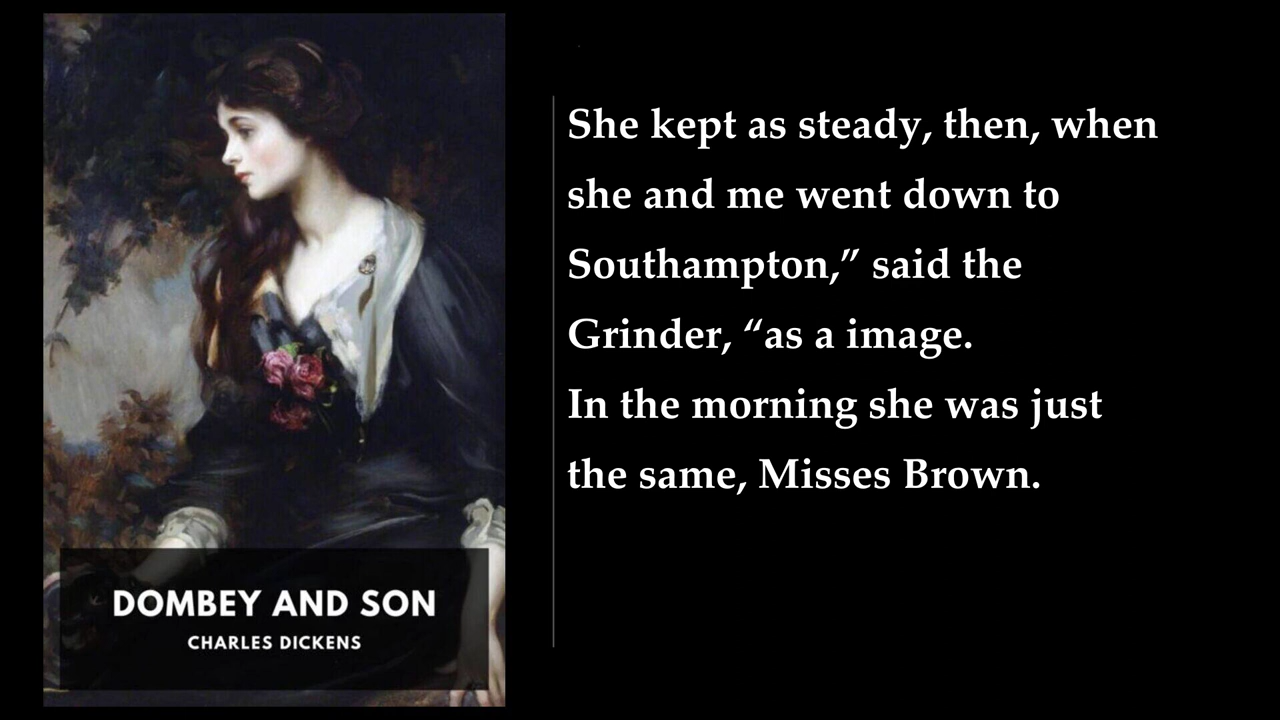 She kept as steady, then, when
she and me went down to
Southampton,” said the
Grinder, “as a image.
In the morning she was just
the same, Misses Brown.
DOMBEY AND SON
CHARLES DICKENS